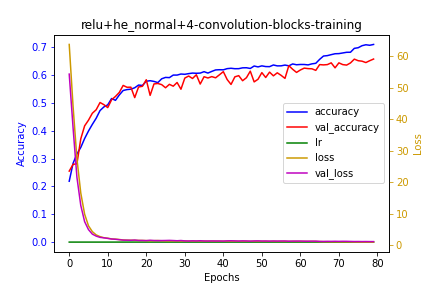 relu+he_normal+4-convolution-blocks-training
0.7
0.6
0.5
0.4
0.3
0.2
0.1
0.0
Accuracy
accuracy
val_accuracy
lr
loss
val_loss
60
50
40
30
20
10
0
Loss
0 10 20 30 40 50 60 70 80
Epochs